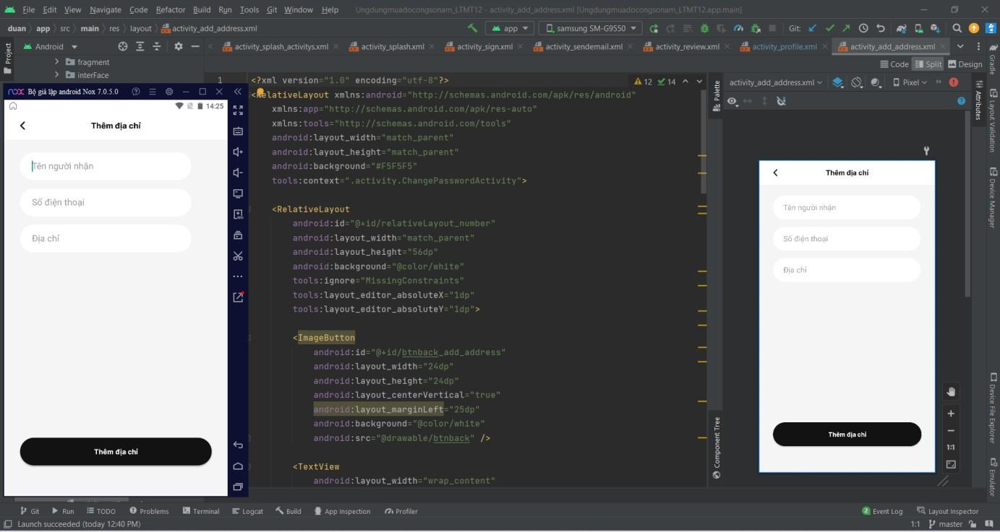 File Edit View Navigate Code Refactor Build Run Tools Git Window Help Ungdungmuadocongsonam_LTMT12 - activity_add_address.xml [Ungdungmuadocongsonam_LTMT12.app.main]
duan app src main res layout activity_add_address.xml app samsung SM-G9550 Git:
Project Android activity_splash_activitys.xml activity_splash.xml activity_sign.xml activity_sendemail.xml activity_review.xml activity_profile.xml activity_add_address.xml Gradle
fragment Code Split Design
interFace
1 <?xml version="1.0" encoding="utf-8"?> 12 14 Palette activity_add_address.xml Pixel Attributes
nox Bộ giả lập android Nox 7.0.5.0
<RelativeLayout xmlns:android="http://schemas.android.com/apk/res/android"
14:25
xmlns:app="http://schemas.android.com/apk/res-auto"
Thêm địa chỉ
xmlns:tools="http://schemas.android.com/tools"
android:layout_width="match_parent"
android:layout_height="match_parent"
Tên người nhận
android:background="#F5F5F5"
tools:context=".activity.ChangePasswordActivity">
Số điện thoại
<RelativeLayout
android:id="@+id/relativeLayout_number"
Địa chỉ
android:layout_width="match_parent"
android:layout_height="56dp"
android:background="@color/white"
tools:ignore="MissingConstraints"
tools:layout_editor_absoluteX="1dp"
tools:layout_editor_absoluteY="1dp">
<ImageButton
android:id="@+id/btnback_add_address"
android:layout_width="24dp"
android:layout_height="24dp"
android:layout_centerVertical="true"
android:layout_marginLeft="25dp"
android:background="@color/white"
android:src="@drawable/btnback" />
Thêm địa chỉ
<TextView
android:layout_width="wrap_content"
Component Tree
Thêm địa chỉ
Tên người nhận
Số điện thoại
Địa chỉ
Thêm địa chỉ
1:1
Layout Validation
Device Manager
Device File Explorer
Emulator
Git Run TODO Problems Terminal Logcat Build App Inspection Profiler 2 Event Log Layout Inspector
Launch succeeded (today 12:40 PM) 1:1 master